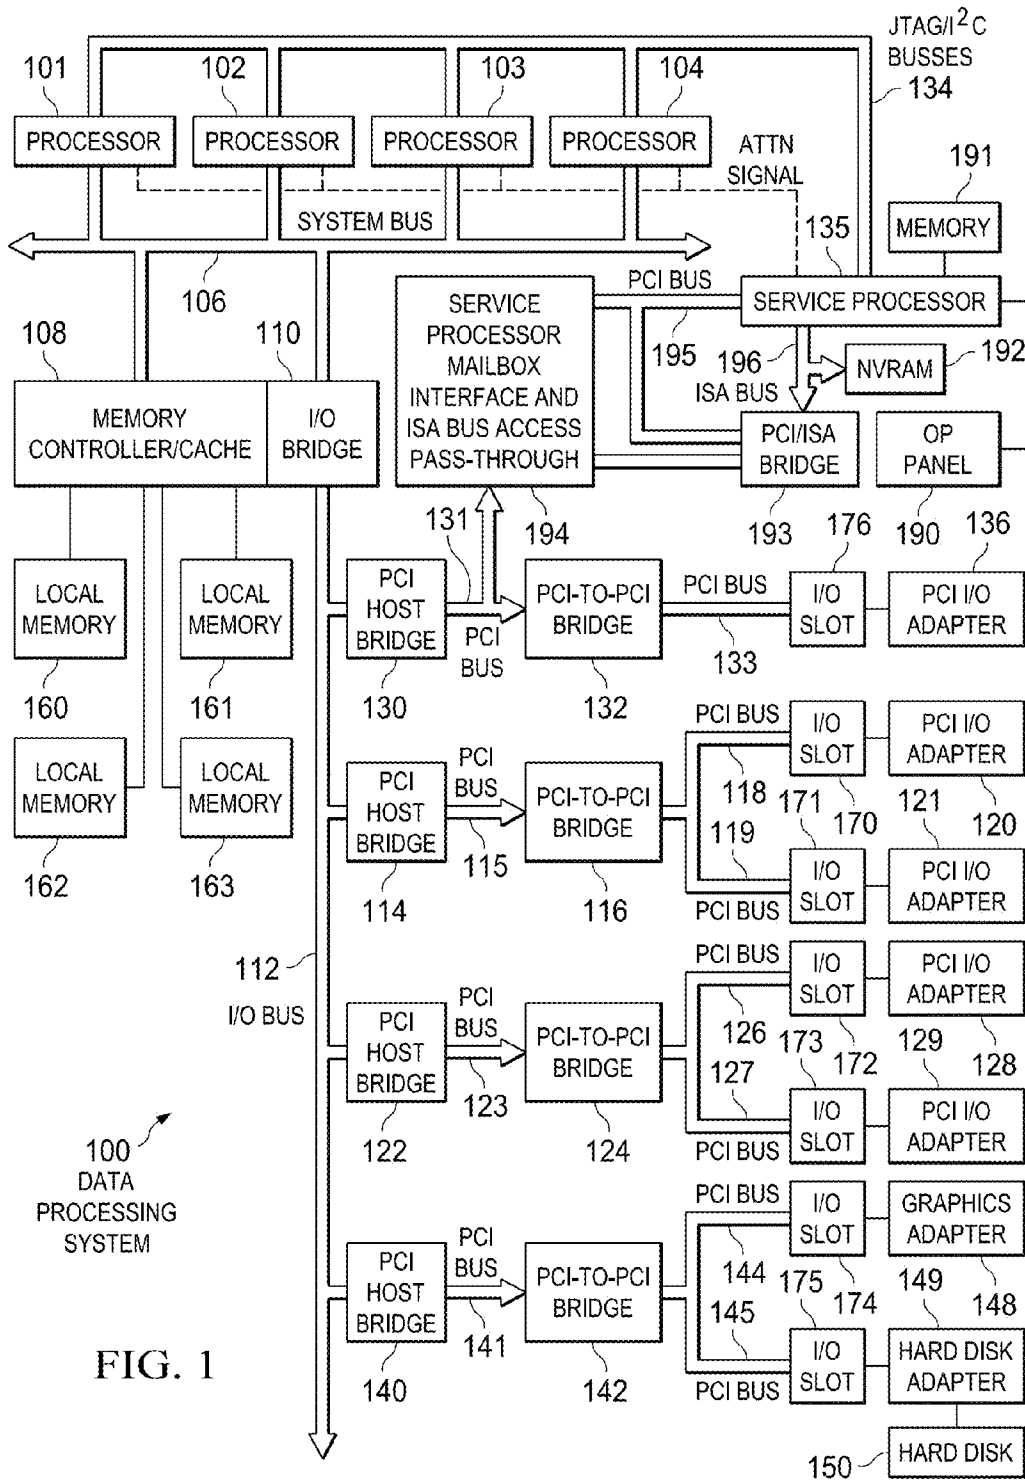 JTAG/I²C
BUSSES
134
101
102
103
104
PROCESSOR
PROCESSOR
PROCESSOR
PROCESSOR
ATTN
SIGNAL
191
MEMORY
SYSTEM BUS
106
135
SERVICE PROCESSOR
PCI BUS
195
196
ISA BUS
NVRAM
192
108
110
MEMORY
CONTROLLER/CACHE
I/O
BRIDGE
SERVICE
PROCESSOR
MAILBOX
INTERFACE AND
ISA BUS ACCESS
PASS-THROUGH
194
PCI/ISA
BRIDGE
193
OP
PANEL
190
LOCAL
MEMORY
160
LOCAL
MEMORY
161
LOCAL
MEMORY
162
LOCAL
MEMORY
163
131
PCI
HOST
BRIDGE
130
PCI
BUS
PCI-TO-PCI
BRIDGE
132
PCI BUS
133
176
I/O
SLOT
136
PCI I/O
ADAPTER
PCI
HOST
BRIDGE
114
PCI
BUS
115
PCI-TO-PCI
BRIDGE
116
PCI BUS
118
I/O
SLOT
170
PCI I/O
ADAPTER
120
119
PCI BUS
171
I/O
SLOT
121
PCI I/O
ADAPTER
112
I/O BUS
PCI
HOST
BRIDGE
122
PCI
BUS
123
PCI-TO-PCI
BRIDGE
124
PCI BUS
126
I/O
SLOT
172
PCI I/O
ADAPTER
128
127
PCI BUS
173
I/O
SLOT
129
PCI I/O
ADAPTER
100
DATA
PROCESSING
SYSTEM
PCI
HOST
BRIDGE
140
PCI
BUS
141
PCI-TO-PCI
BRIDGE
142
PCI BUS
144
I/O
SLOT
174
GRAPHICS
ADAPTER
148
145
PCI BUS
175
I/O
SLOT
149
HARD DISK
ADAPTER
150
HARD DISK
FIG. 1